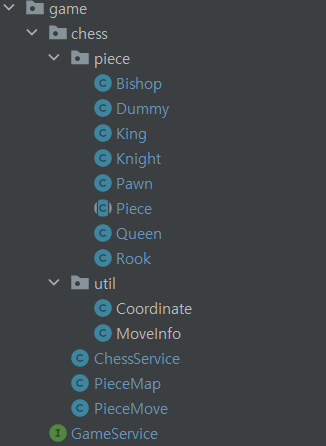 game
chess
piece
Bishop
Dummy
King
Knight
Pawn
Piece
Queen
Rook
util
Coordinate
MoveInfo
ChessService
PieceMap
PieceMove
GameService